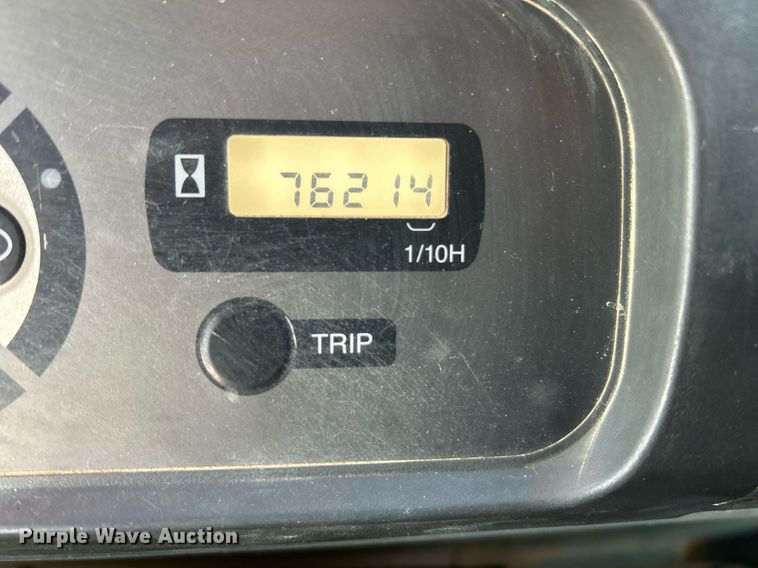 76214
1/10H
TRIP
Purple Wave Auction®